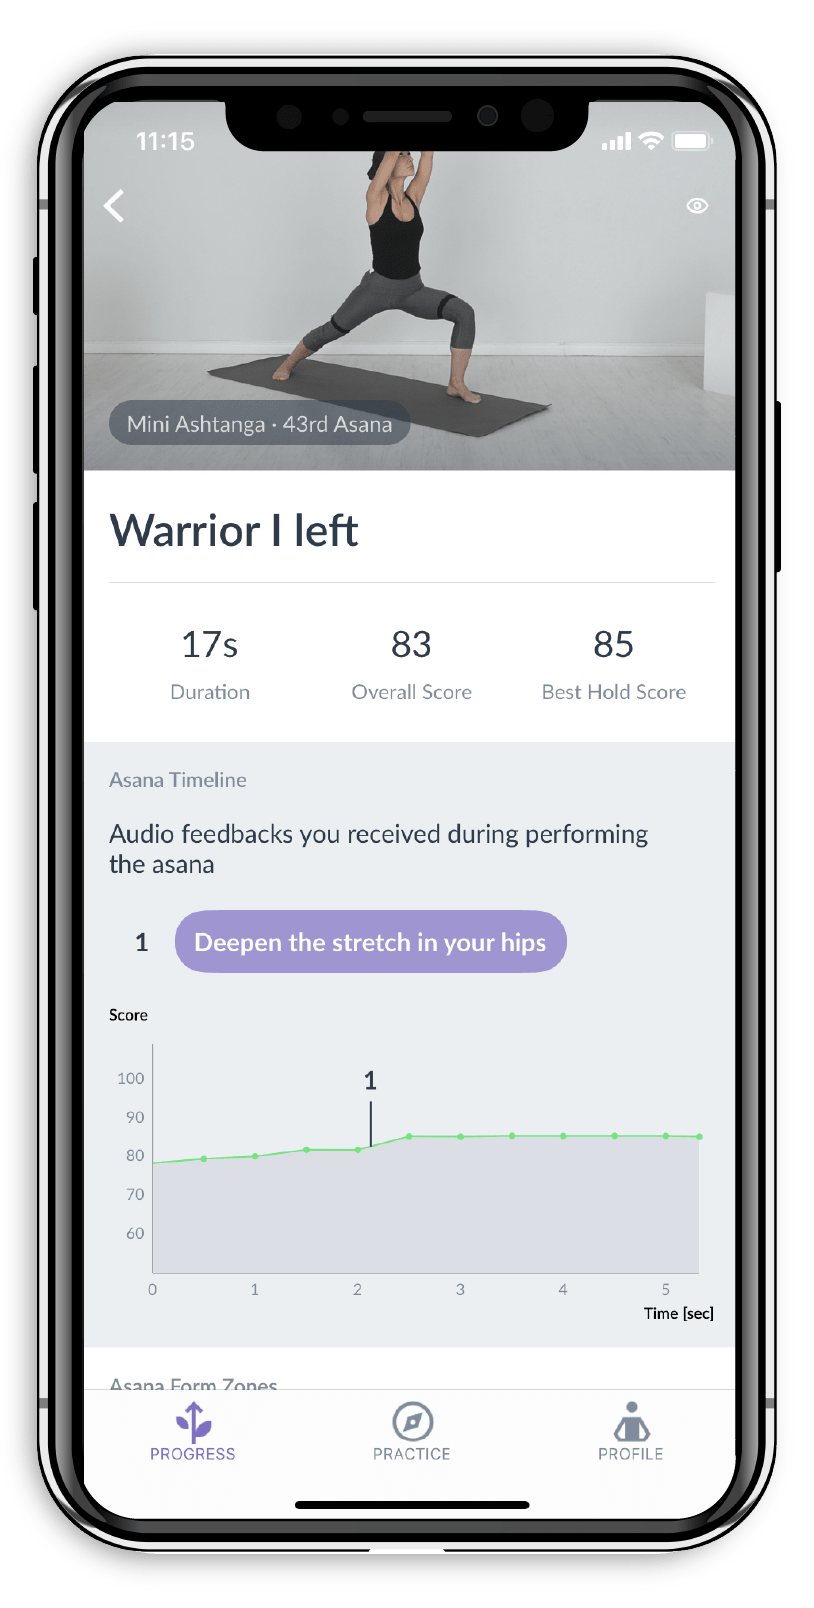 11:15
Mini Ashtanga · 43rd Asana
Warrior I left
17s 83 85
Duration Overall Score Best Hold Score
Asana Timeline
Audio feedbacks you received during performing
the asana
1 Deepen the stretch in your hips
Score
1
100
90
80
70
60
0 1 2 3 4 5
Time [sec]
Asana Form Zones
PROGRESS PRACTICE PROFILE